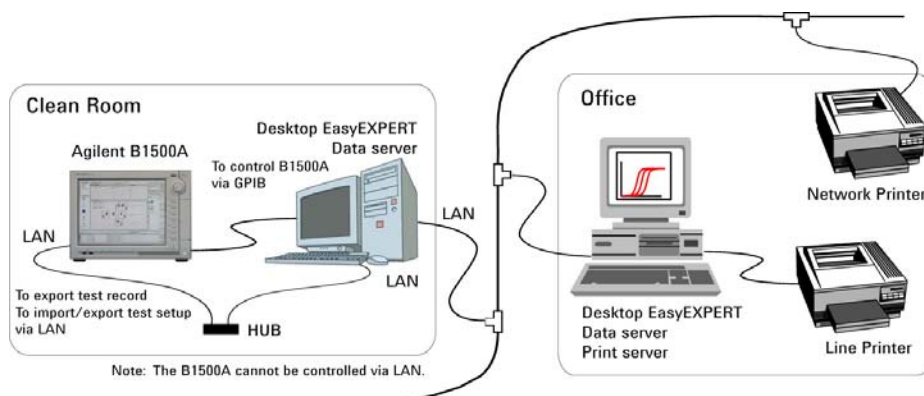 Clean Room
Agilent B1500A
Desktop EasyEXPERT
Data server
To control B1500A
via GPIB
LAN
LAN
LAN
To export test record
To import/export test setup
via LAN
HUB
Note: The B1500A cannot be controlled via LAN.
Office
Network Printer
Desktop EasyEXPERT
Data server
Print server
Line Printer